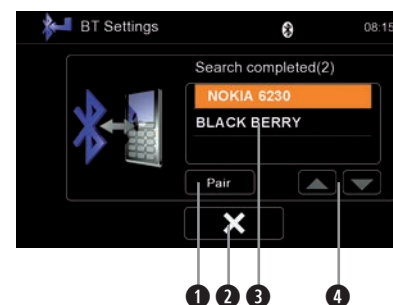 BT Settings 08:15
Search completed(2)
NOKIA 6230
BLACK BERRY
Pair
1 2 3 4